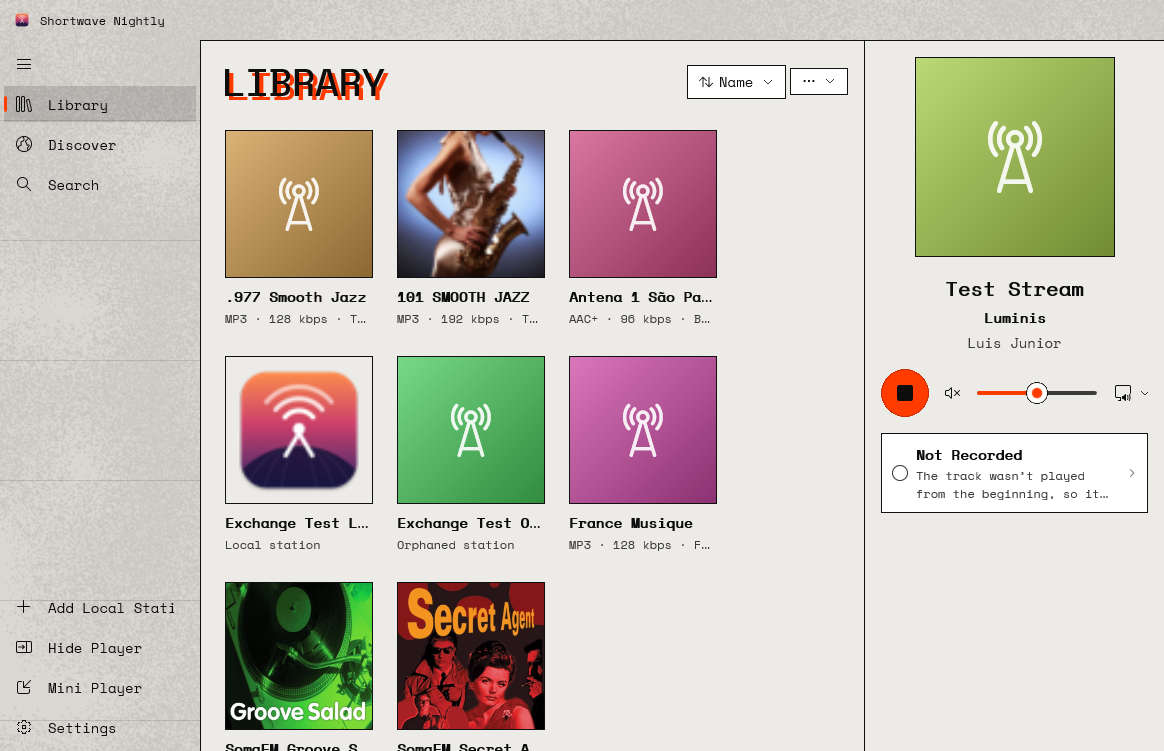 Shortwave Nightly
Library
Discover
Search
Add Local Stati
Hide Player
Mini Player
Settings
LIBRARY
Name
.977 Smooth Jazz
MP3 · 128 kbps · T…
101 SMOOTH JAZZ
MP3 · 192 kbps · T…
Antena 1 São Pa…
AAC+ · 96 kbps · B…
Exchange Test L…
Local station
Exchange Test O…
Orphaned station
France Musique
MP3 · 128 kbps · F…
Groove Salad
SomaFM Groove S…
Secret Agent
SomaFM Secret A…
Test Stream
Luminis
Luis Junior
Not Recorded
The track wasn't played
from the beginning, so it…